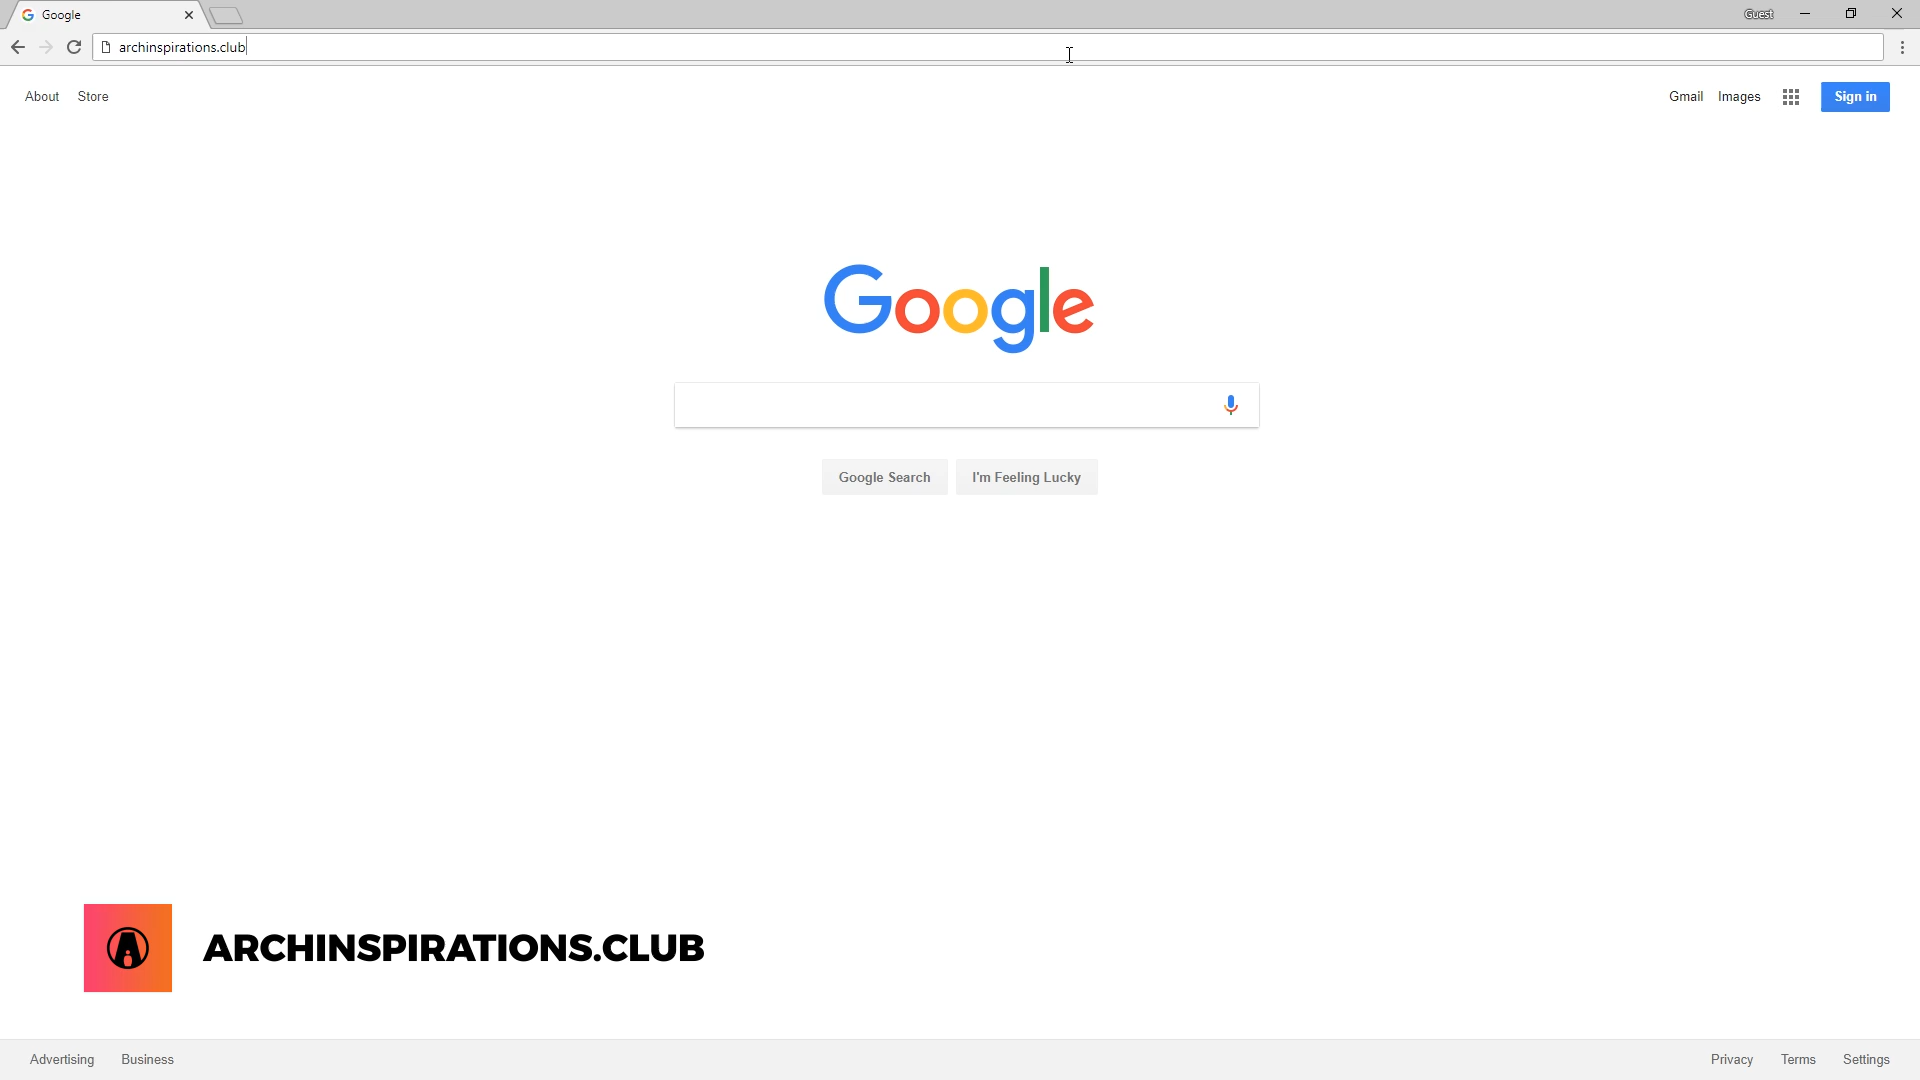 Google
Guest
archinspirations.club
About Store
Gmail Images Sign in
Google
Google Search I'm Feeling Lucky
ARCHINSPIRATIONS.CLUB
Advertising Business
Privacy Terms Settings